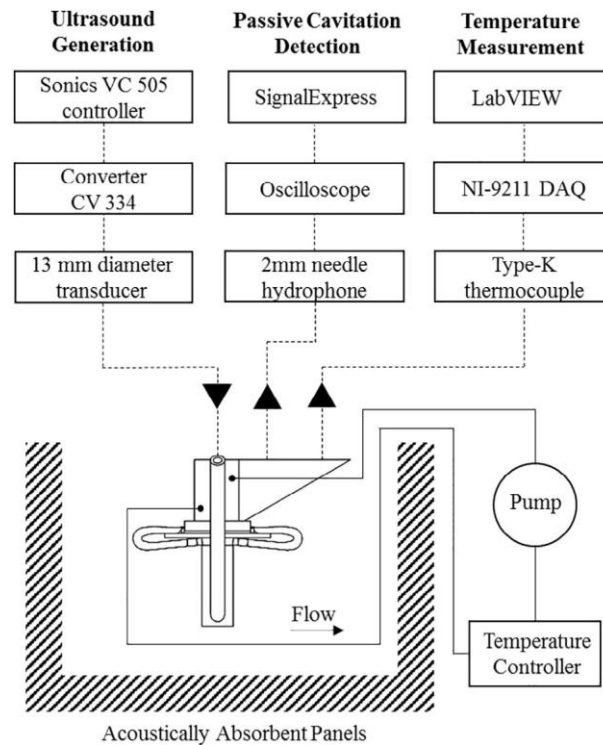 Ultrasound
Generation
Sonics VC 505
controller
Converter
CV 334
13 mm diameter
transducer
Passive Cavitation
Detection
SignalExpress
Oscilloscope
2mm needle
hydrophone
Temperature
Measurement
LabVIEW
NI-9211 DAQ
Type-K
thermocouple
Pump
Flow
Temperature
Controller
Acoustically Absorbent Panels